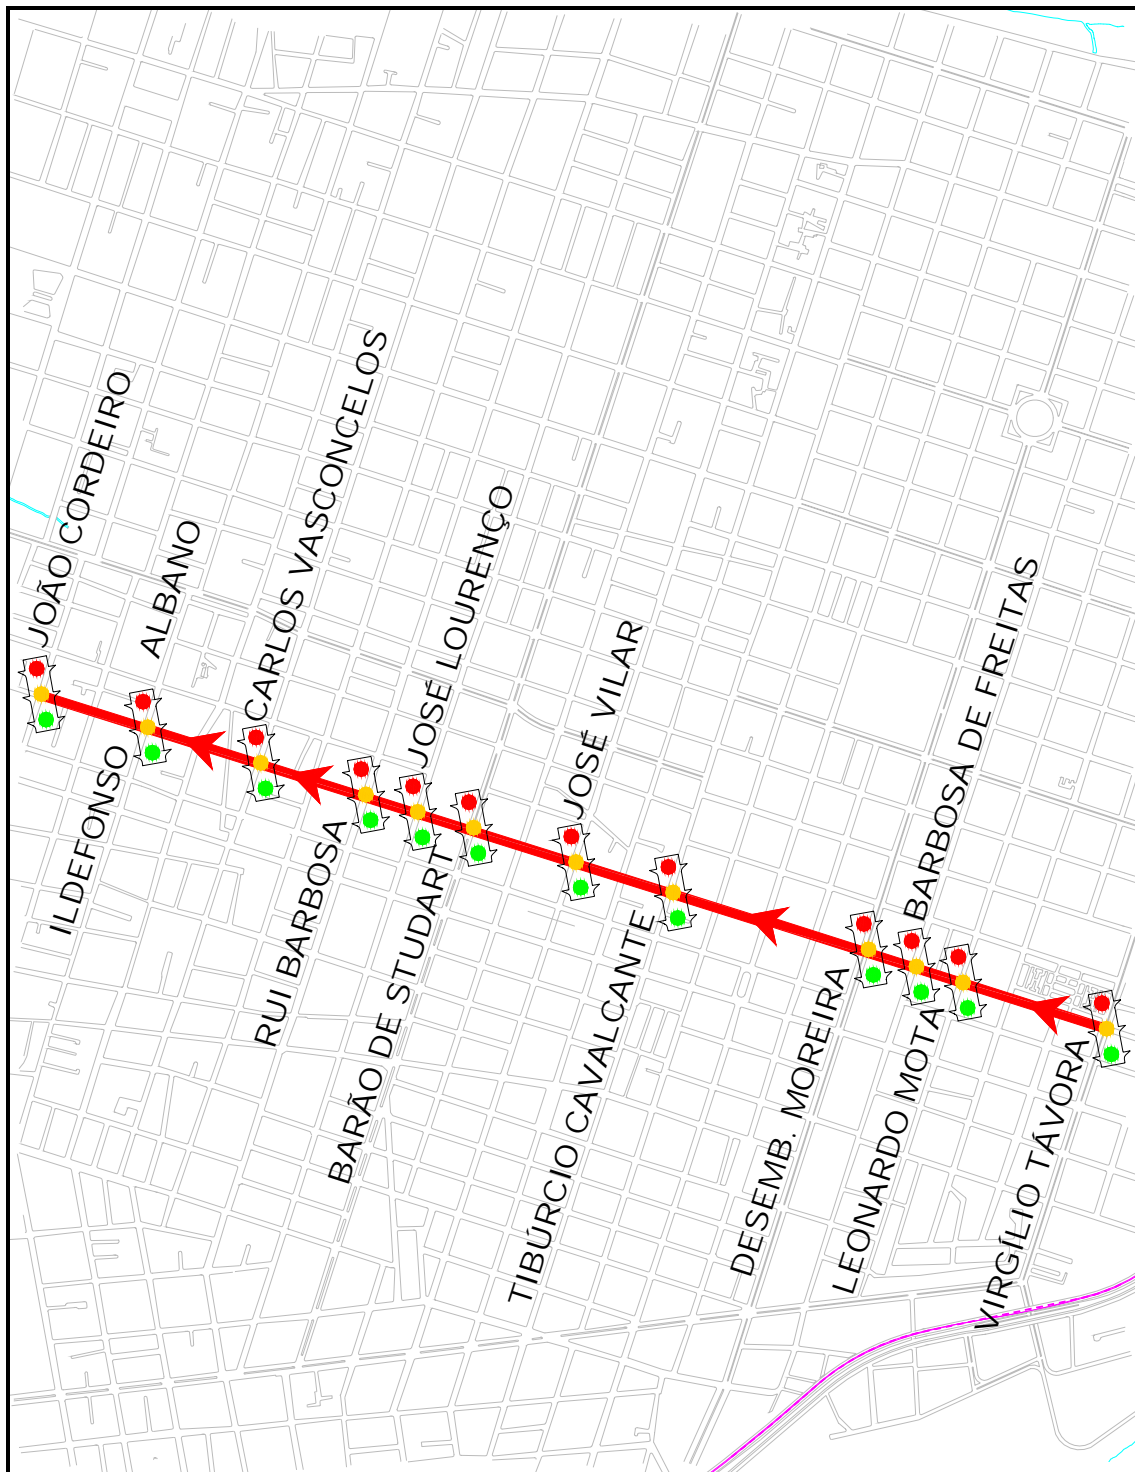 JOÃO CORDEIRO
ILDEFONSO ALBANO
CARLOS VASCONCELOS
RUI BARBOSA
JOSÉ LOURENÇO
BARÃO DE STUDART
JOSÉ VILAR
TIBÚRCIO CAVALCANTE
DESEMB. MOREIRA
BARBOSA DE FREITAS
LEONARDO MOTA
VIRGÍLIO TÁVORA